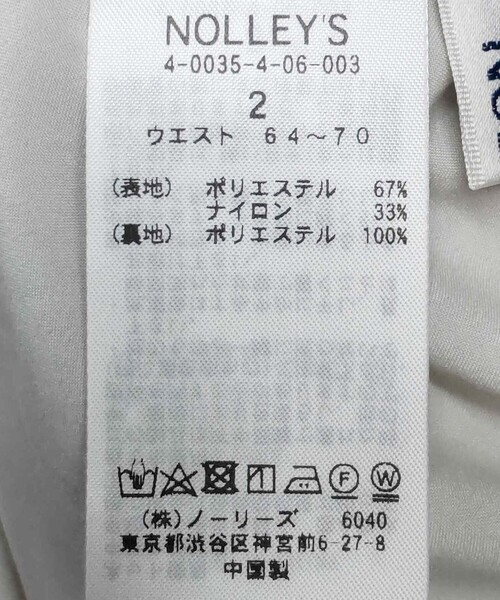 NOLLEY'S
4-0035-4-06-003
2
ウエスト 64～70
(表地) ポリエステル 67%
ナイロン 33%
(裏地) ポリエステル 100%
F W
(株)ノーリーズ 6040
東京都渋谷区神宮前6-27-8
中国製